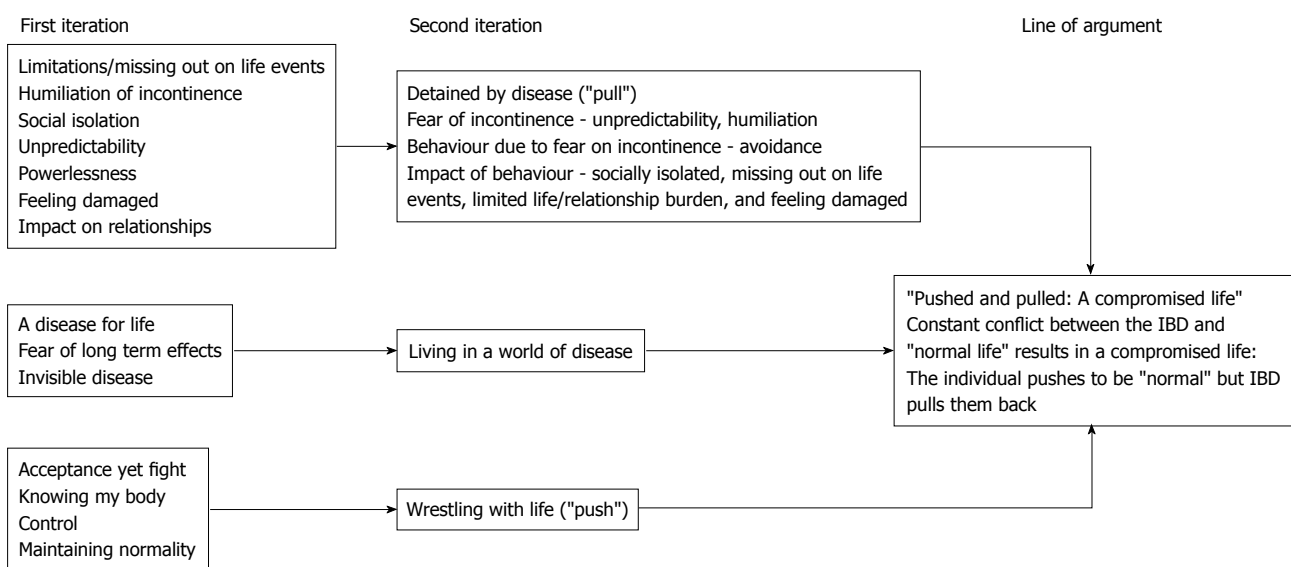 First iteration
Second iteration
Line of argument
Limitations/missing out on life events
Humiliation of incontinence
Social isolation
Unpredictability
Powerlessness
Feeling damaged
Impact on relationships
Detained by disease ("pull")
Fear of incontinence - unpredictability, humiliation
Behaviour due to fear on incontinence - avoidance
Impact of behaviour - socially isolated, missing out on life
events, limited life/relationship burden, and feeling damaged
A disease for life
Fear of long term effects
Invisible disease
Living in a world of disease
"Pushed and pulled: A compromised life"
Constant conflict between the IBD and
"normal life" results in a compromised life:
The individual pushes to be "normal" but IBD
pulls them back
Acceptance yet fight
Knowing my body
Control
Maintaining normality
Wrestling with life ("push")